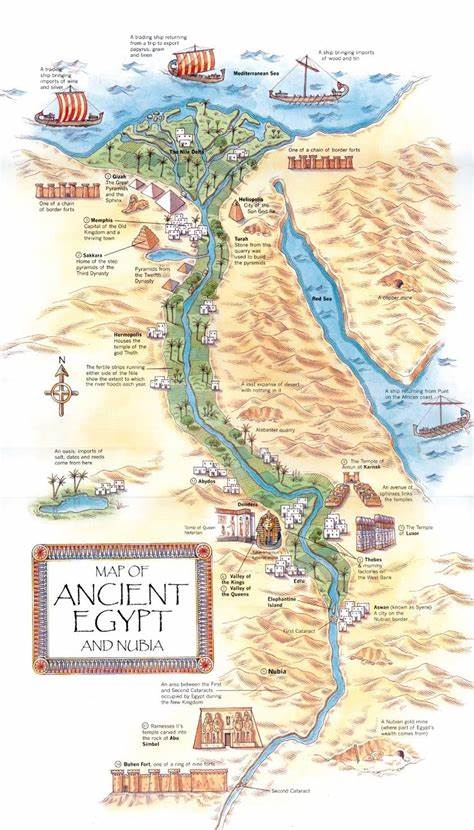 A trading ship returning
from a trip to export
papyrus, grain
and linen
A trading
ship bringing
imports of
wine and
silver
Mediterranean Sea
A ship bringing imports
of wood and tin
The Nile Delta
One of a chain of border forts
One of a chain of
border forts
Gizah
The Great
Pyramids
and the
Sphinx
Heliopolis
City of the
Sun God Re
Memphis
Capital of the Old
Kingdom and a
thriving town
Turah
Stone from this
quarry was
used to build
the pyramids
Sakkara
Home of the step
pyramids of the
Third Dynasty
Pyramids from
the Twelfth
Dynasty
Red Sea
A copper mine
Hermopolis
Houses the
temple of the
god Thoth
The fertile strips running
either side of the Nile
show the extent to which
the river floods each year.
N
A vast expanse of desert
with nothing in it
A ship returning from Punt
on the African coast
Alabaster quarry
An oasis: imports of
salt, dates and reeds
come from here
Abydos
The Temple of
Amun at Karnak
An avenue of
sphinxes links
the temples
Dendera
Tomb of Queen
Nefertari
The Temple
of Luxor
Valley of
the Kings
Valley of
the Queens
Thebes
& mummy
factories on
the West Bank
Edfu
Elephantine
Island
Aswan (known as Syene)
A city on the
Nubian border
First Cataract
MAP OF
ANCIENT
EGYPT
AND NUBIA
Nubia
An area between the First
and Second Cataracts
occupied by Egypt during
the New Kingdom
Ramesses II's
temple carved into
the rock at Abu
Simbel
A Nubian gold mine
(where part of Egypt's
wealth comes from)
Buhen Fort, one of a ring of nine forts
Second Cataract